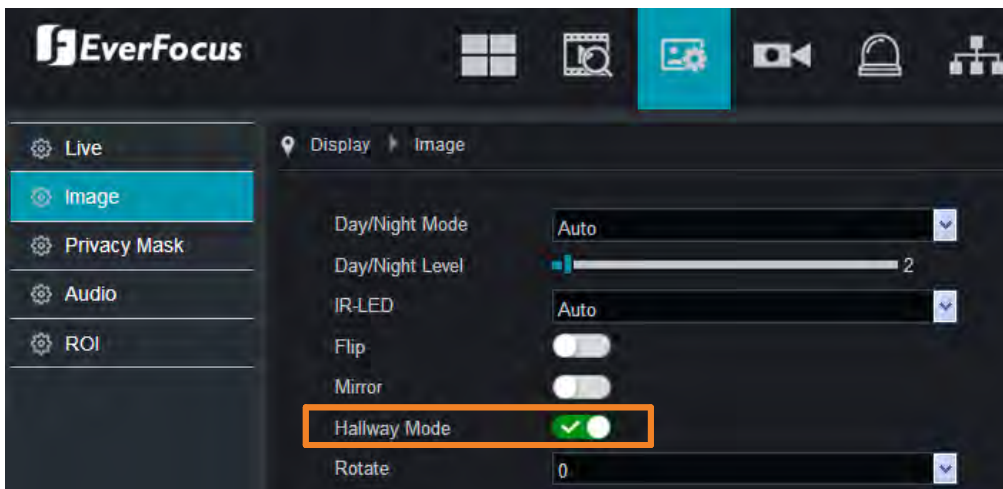 EverFocus
Live
Image
Privacy Mask
Audio
ROI
Display Image
Day/Night Mode Auto
Day/Night Level 2
IR-LED Auto
Flip
Mirror
Hallway Mode
Rotate 0